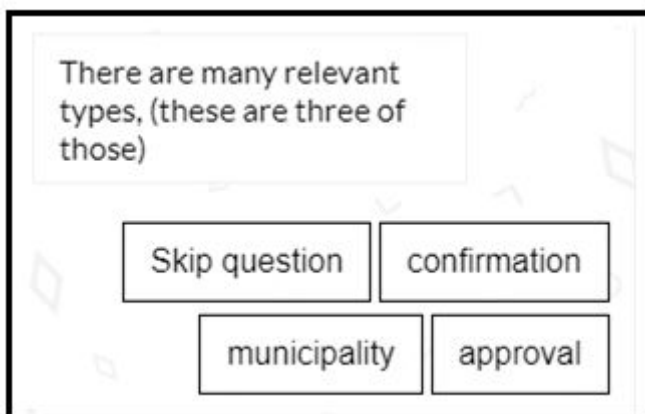 There are many relevant
types, (these are three of
those)
Skip question
confirmation
municipality
approval